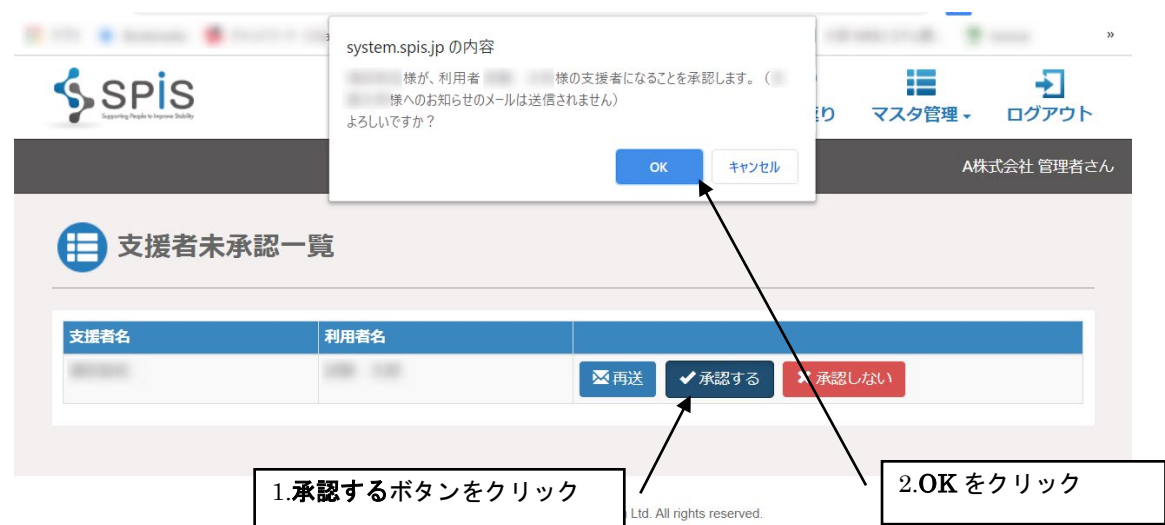 »
system.spis.jp の内容
様が、利用者 様の支援者になることを承認します。（
様へのお知らせのメールは送信されません）
よろしいですか？
OK キャンセル
SPiS
Supporting People to Improve Stability
り マスタ管理 ログアウト
A株式会社 管理者さん
支援者未承認一覧
支援者名 利用者名
再送 承認する 承認しない
1.承認するボタンをクリック
2.OK をクリック
Ltd. All rights reserved.